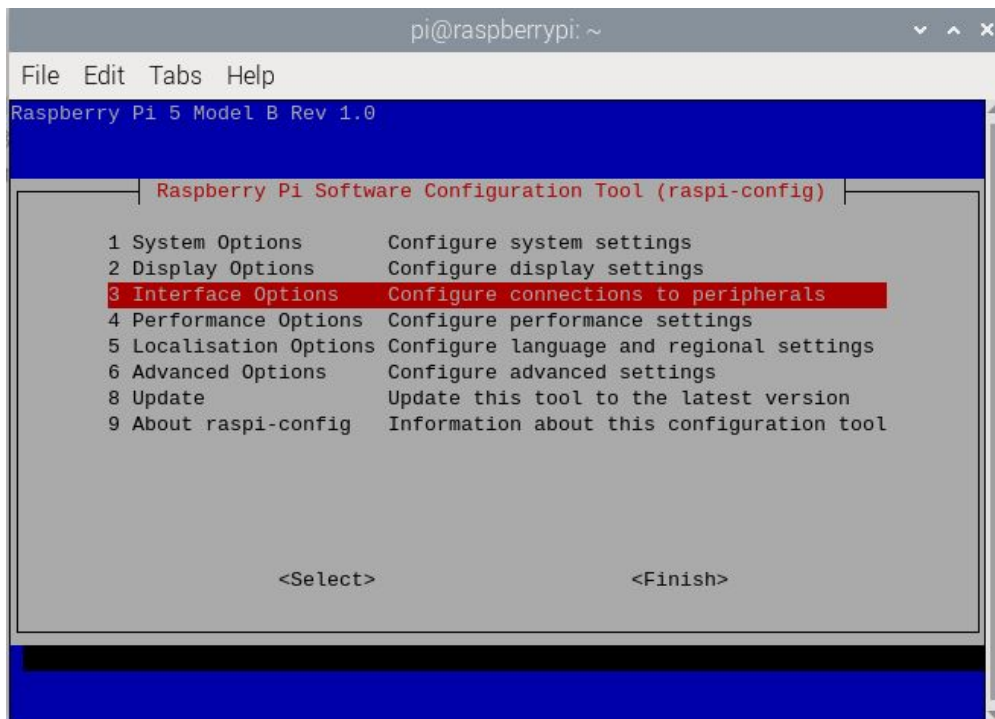 pi@raspberrypi: ~
File Edit Tabs Help
Raspberry Pi 5 Model B Rev 1.0
Raspberry Pi Software Configuration Tool (raspi-config)
1 System Options Configure system settings
2 Display Options Configure display settings
3 Interface Options Configure connections to peripherals
4 Performance Options Configure performance settings
5 Localisation Options Configure language and regional settings
6 Advanced Options Configure advanced settings
8 Update Update this tool to the latest version
9 About raspi-config Information about this configuration tool
<Select> <Finish>